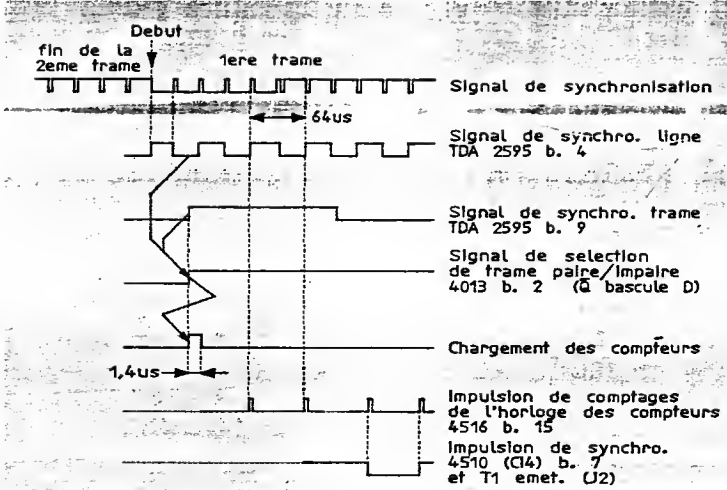 Debut
fin de la
2eme trame
1ere trame
Signal de synchronisation
64us
Signal de synchro. ligne
TDA 2595 b. 4
Signal de synchro. trame
TDA 2595 b. 9
Signal de selection
de trame paire/impaire
4013 b. 2 (Q̅ bascule D)
Chargement des compteurs
1,4us
Impulsion de comptages
de l'horloge des compteurs
4516 b. 15
Impulsion de synchro.
4510 (CI4) b. 7
et T1 emet. (J2)